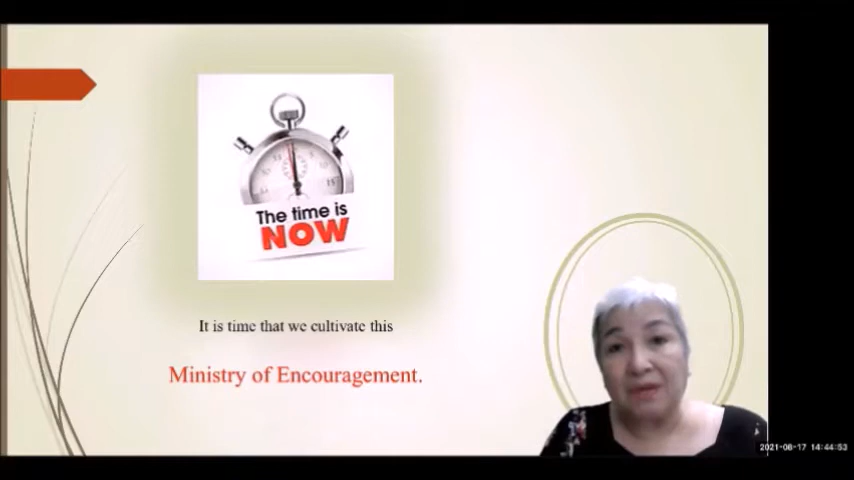 The time is
NOW
It is time that we cultivate this
Ministry of Encouragement.
2021-08-17 14:44:53